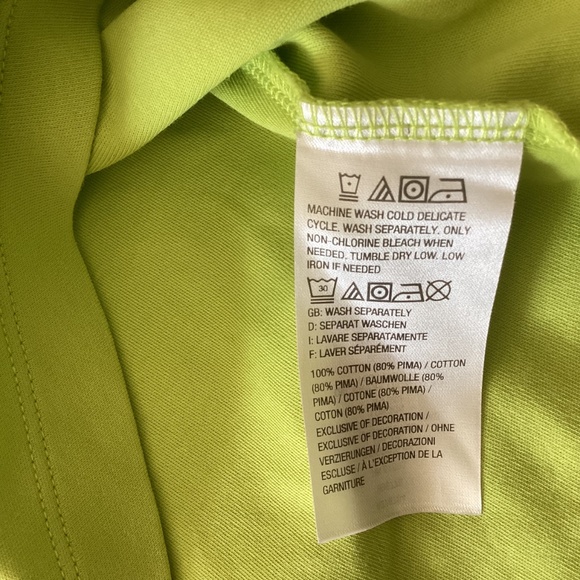 MACHINE WASH COLD DELICATE
CYCLE. WASH SEPARATELY. ONLY
NON-CHLORINE BLEACH WHEN
NEEDED. TUMBLE DRY LOW. LOW
IRON IF NEEDED
30
GB: WASH SEPARATELY
D: SEPARAT WASCHEN
I: LAVARE SEPARATAMENTE
F: LAVER SÉPARÉMENT
100% COTTON (80% PIMA) / COTTON
(80% PIMA) / BAUMWOLLE (80%
PIMA) / COTONE (80% PIMA) /
COTON (80% PIMA)
EXCLUSIVE OF DECORATION /
EXCLUSIVE OF DECORATION / OHNE
VERZIERUNGEN / DECORAZIONI
ESCLUSE / À L'EXCEPTION DE LA
GARNITURE